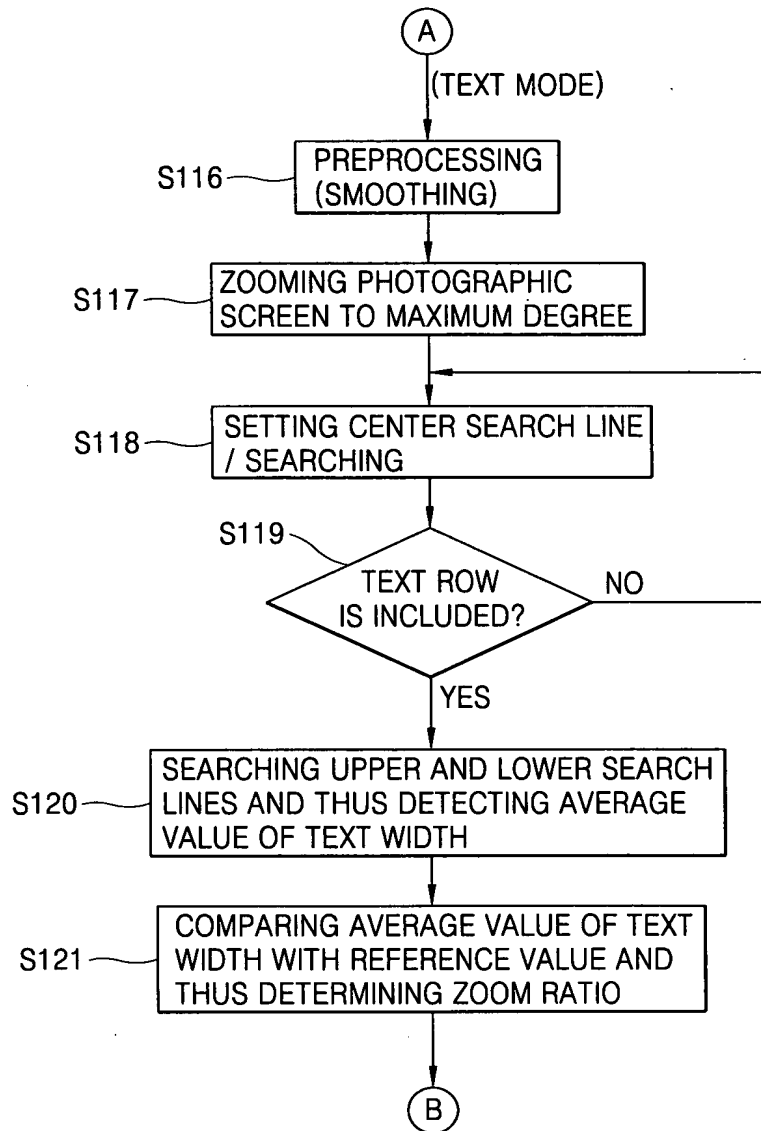 A
(TEXT MODE)
S116
PREPROCESSING
(SMOOTHING)
S117
ZOOMING PHOTOGRAPHIC
SCREEN TO MAXIMUM DEGREE
S118
SETTING CENTER SEARCH LINE
/ SEARCHING
S119
TEXT ROW
IS INCLUDED?
NO
YES
S120
SEARCHING UPPER AND LOWER SEARCH
LINES AND THUS DETECTING AVERAGE
VALUE OF TEXT WIDTH
S121
COMPARING AVERAGE VALUE OF TEXT
WIDTH WITH REFERENCE VALUE AND
THUS DETERMINING ZOOM RATIO
B